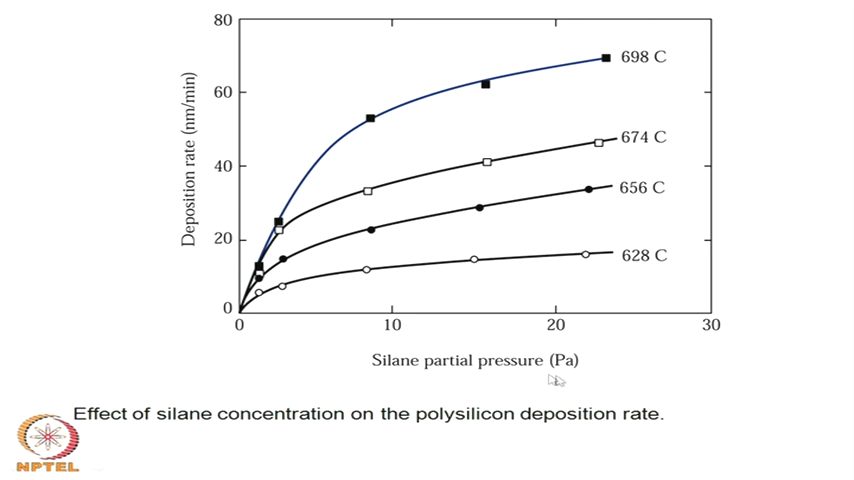 80
60
40
20
0
Deposition rate (nm/min)
698 C
674 C
656 C
628 C
0 10 20 30
Silane partial pressure (Pa)
Effect of silane concentration on the polysilicon deposition rate.
NPTEL